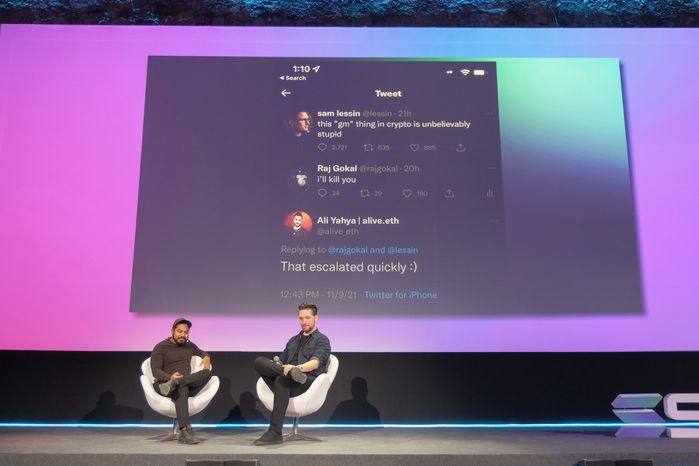 1:10
Search
Tweet
sam lessin @lessin · 21h
this "gm" thing in crypto is unbelievably
stupid
2,721 635 985
Raj Gokal @rajgokal · 20h
i'll kill you
24 29 180
Ali Yahya | alive.eth
@alive_eth
Replying to @rajgokal and @lessin
That escalated quickly :)
12:43 PM · 11/9/21 · Twitter for iPhone